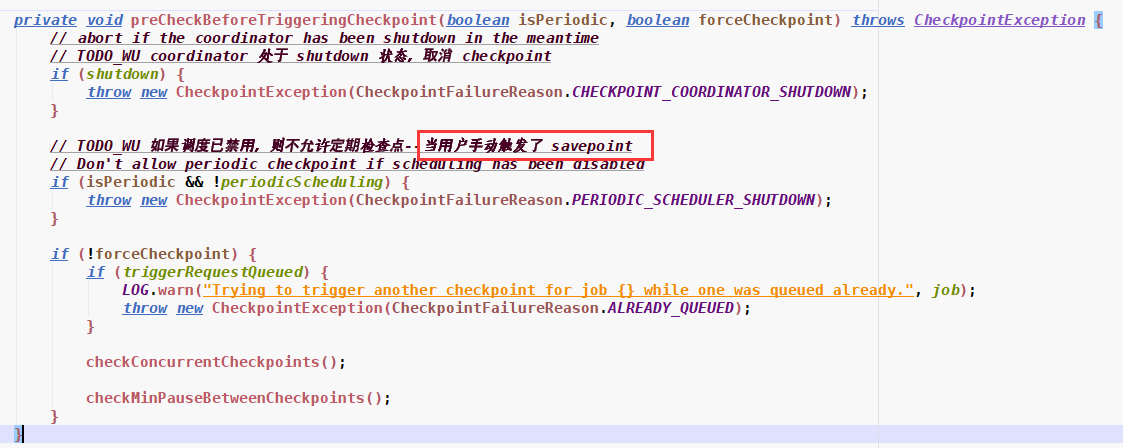 private void preCheckBeforeTriggeringCheckpoint(boolean isPeriodic, boolean forceCheckpoint) throws CheckpointException {
// abort if the coordinator has been shutdown in the meantime
// TODO_WU coordinator 处于 shutdown 状态, 取消 checkpoint
if (shutdown) {
throw new CheckpointException(CheckpointFailureReason.CHECKPOINT_COORDINATOR_SHUTDOWN);
}
// TODO_WU 如果调度已禁用, 则不允许定期检查点--当用户手动触发了 savepoint
// Don't allow periodic checkpoint if scheduling has been disabled
if (isPeriodic && !periodicScheduling) {
throw new CheckpointException(CheckpointFailureReason.PERIODIC_SCHEDULER_SHUTDOWN);
}
if (!forceCheckpoint) {
if (triggerRequestQueued) {
LOG.warn("Trying to trigger another checkpoint for job {} while one was queued already.", job);
throw new CheckpointException(CheckpointFailureReason.ALREADY_QUEUED);
}
checkConcurrentCheckpoints();
checkMinPauseBetweenCheckpoints();
}
}